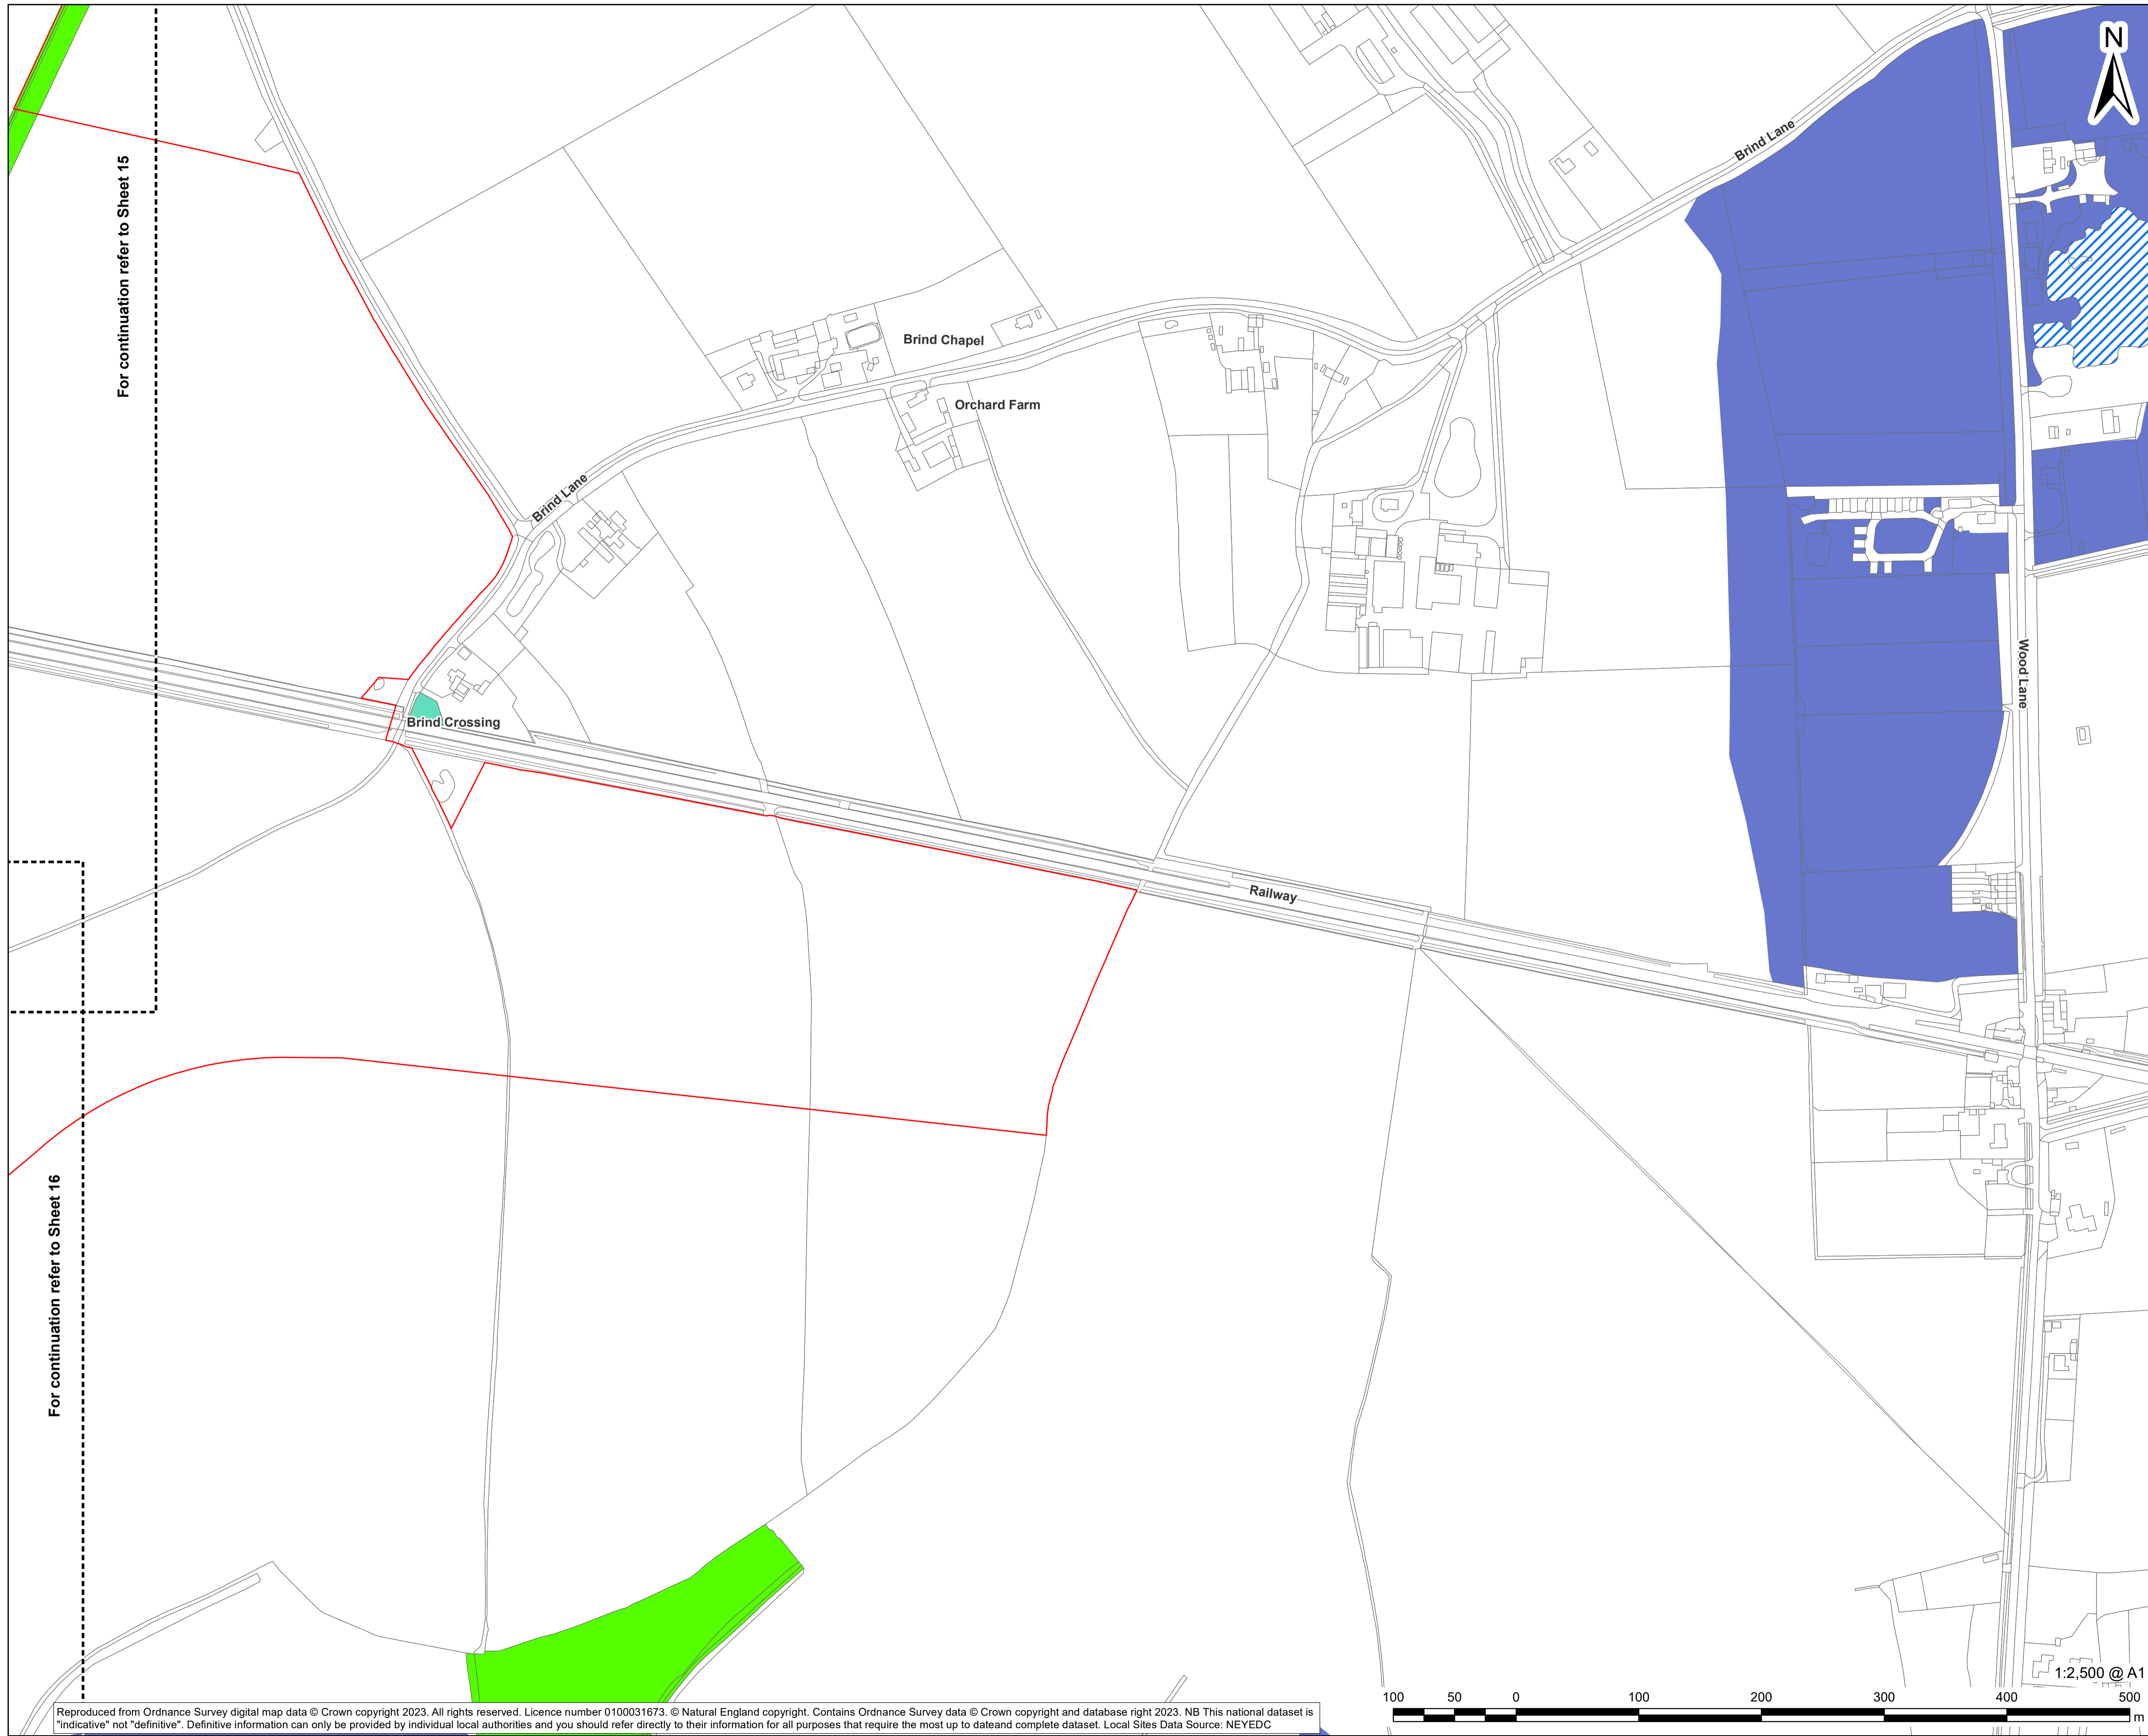 N
For continuation refer to Sheet 15
Brind Lane
Brind Chapel
Orchard Farm
Brind Lane
Wood Lane
Brind Crossing
Railway
For continuation refer to Sheet 16
1:2,500 @ A1
100 50 0 100 200 300 400 500
m
Reproduced from Ordnance Survey digital map data © Crown copyright 2023. All rights reserved. Licence number 0100031673. © Natural England copyright. Contains Ordnance Survey data © Crown copyright and database right 2023. NB This national dataset is
"indicative" not "definitive". Definitive information can only be provided by individual local authorities and you should refer directly to their information for all purposes that require the most up to dateand complete dataset. Local Sites Data Source: NEYEDC